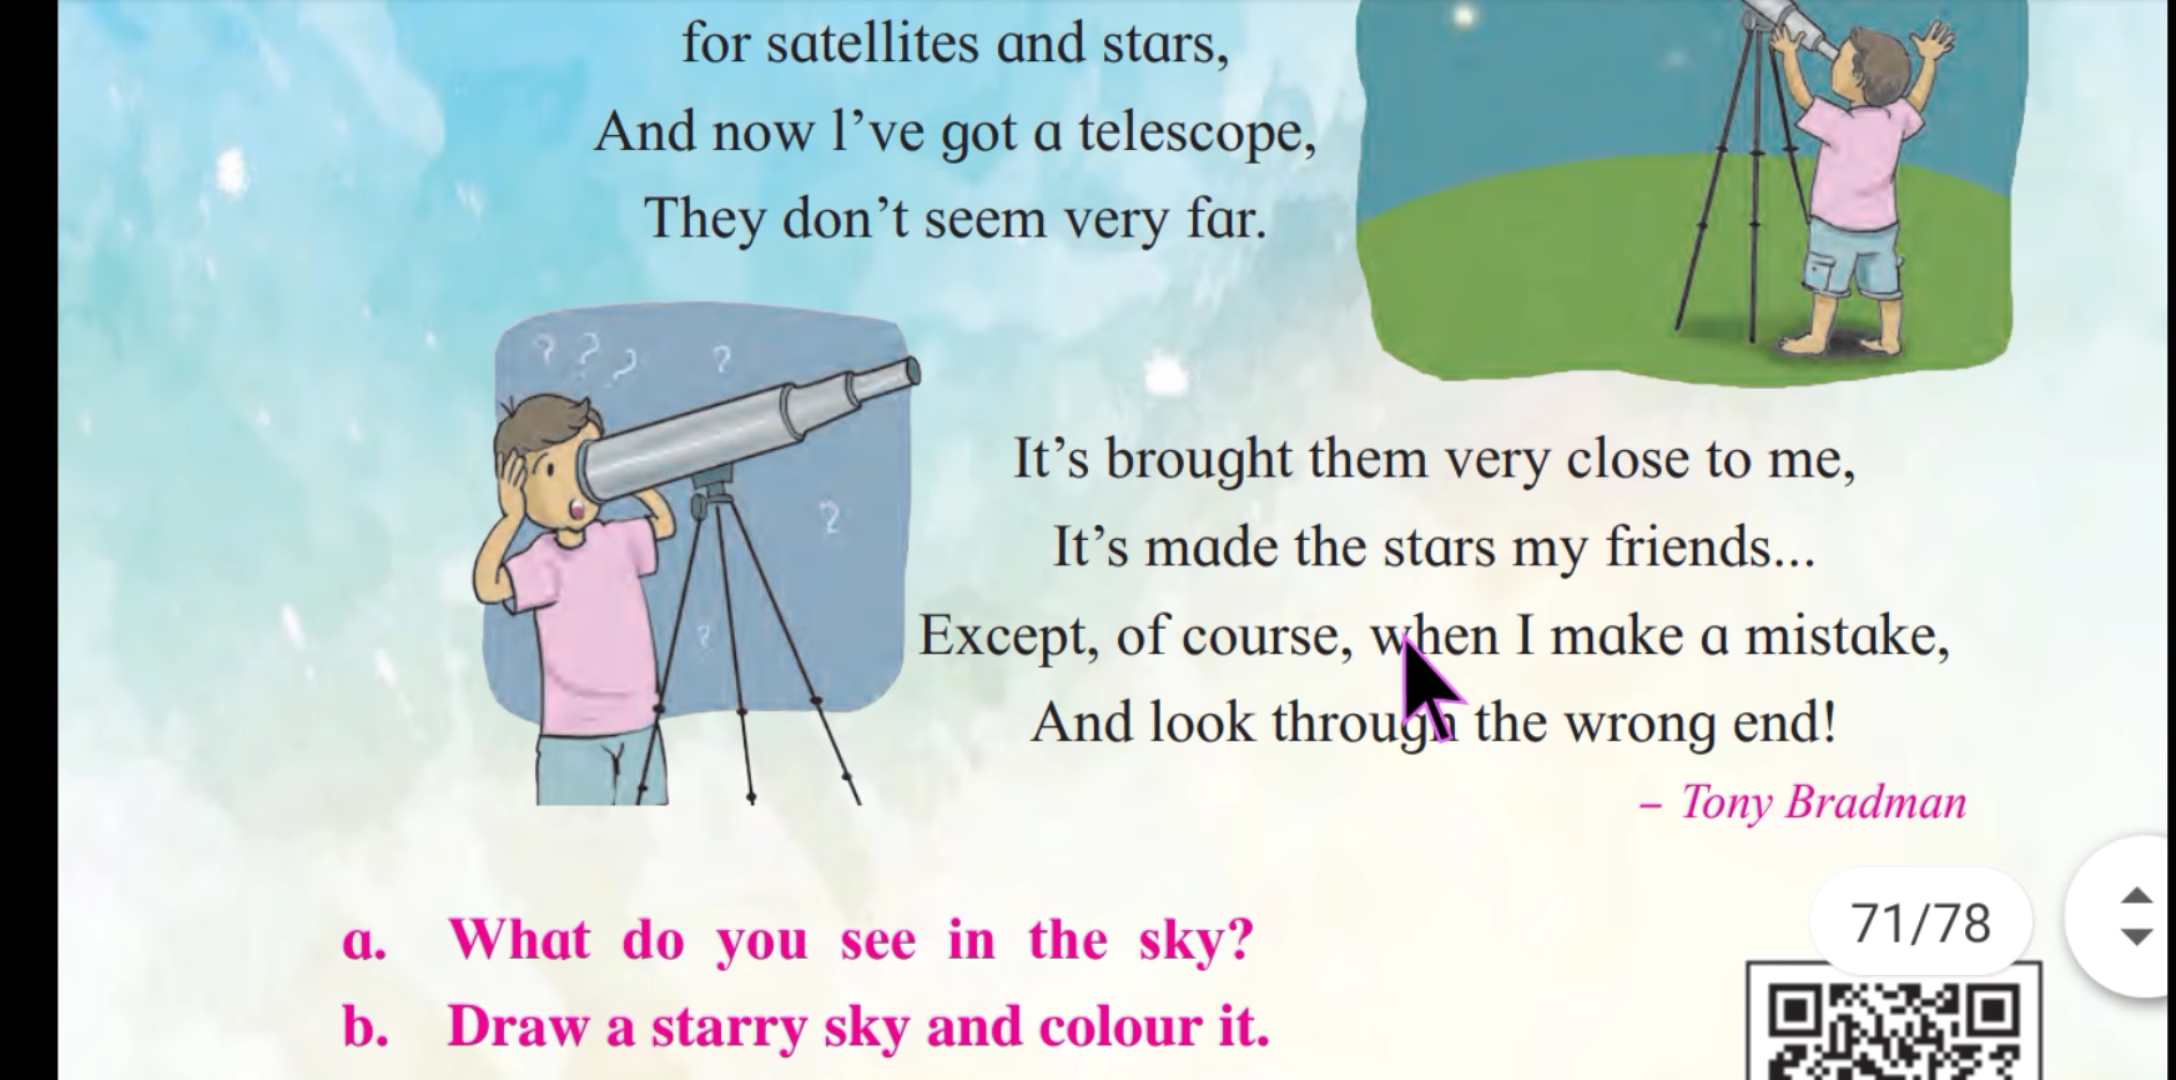 for satellites and stars,
And now l've got a telescope,
They don't seem very far.
? ? ? ?
?
?
It's brought them very close to me,
It's made the stars my friends...
Except, of course, when I make a mistake,
And look through the wrong end!
– Tony Bradman
71/78
a. What do you see in the sky?
b. Draw a starry sky and colour it.